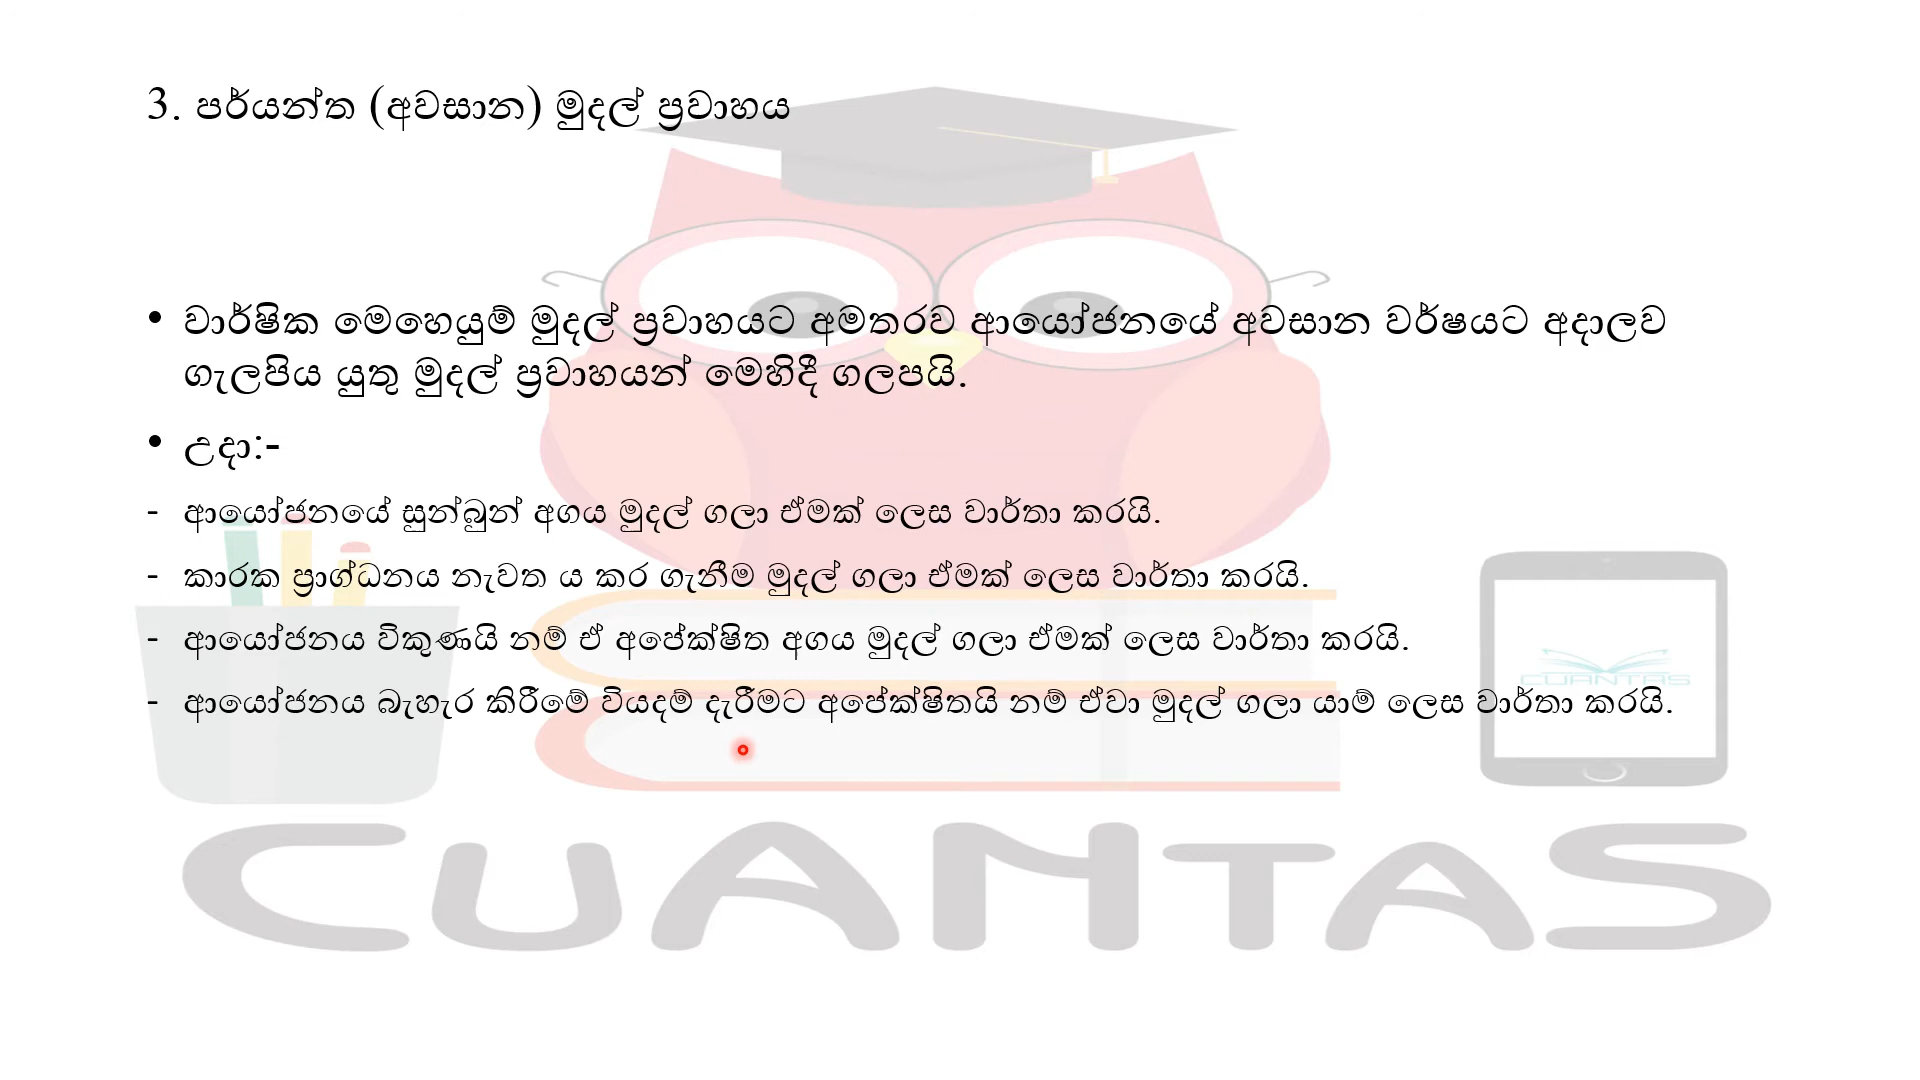 3. පර්යන්ත (අවසාන) මුදල් ප්‍රවාහය
• වාර්ෂික මෙහෙයුම් මුදල් ප්‍රවාහයට අමතරව ආයෝජනයේ අවසාන වර්ෂයට අදාලව
ගැලපිය යුතු මුදල් ප්‍රවාහයන් මෙහිදී ගලපයි.
• උදා:-
- ආයෝජනයේ සුන්බුන් අගය මුදල් ගලා ඒමක් ලෙස වාර්තා කරයි.
- කාරක ප්‍රාග්ධනය නැවත ය කර ගැනීම මුදල් ගලා ඒමක් ලෙස වාර්තා කරයි.
- ආයෝජනය විකුණයි නම් ඒ අපේක්ෂිත අගය මුදල් ගලා ඒමක් ලෙස වාර්තා කරයි.
- ආයෝජනය බැහැර කිරීමේ වියදම් දැරීමට අපේක්ෂිතයි නම් ඒවා මුදල් ගලා යාම් ලෙස වාර්තා කරයි.
CUANTAS
CUANTAS